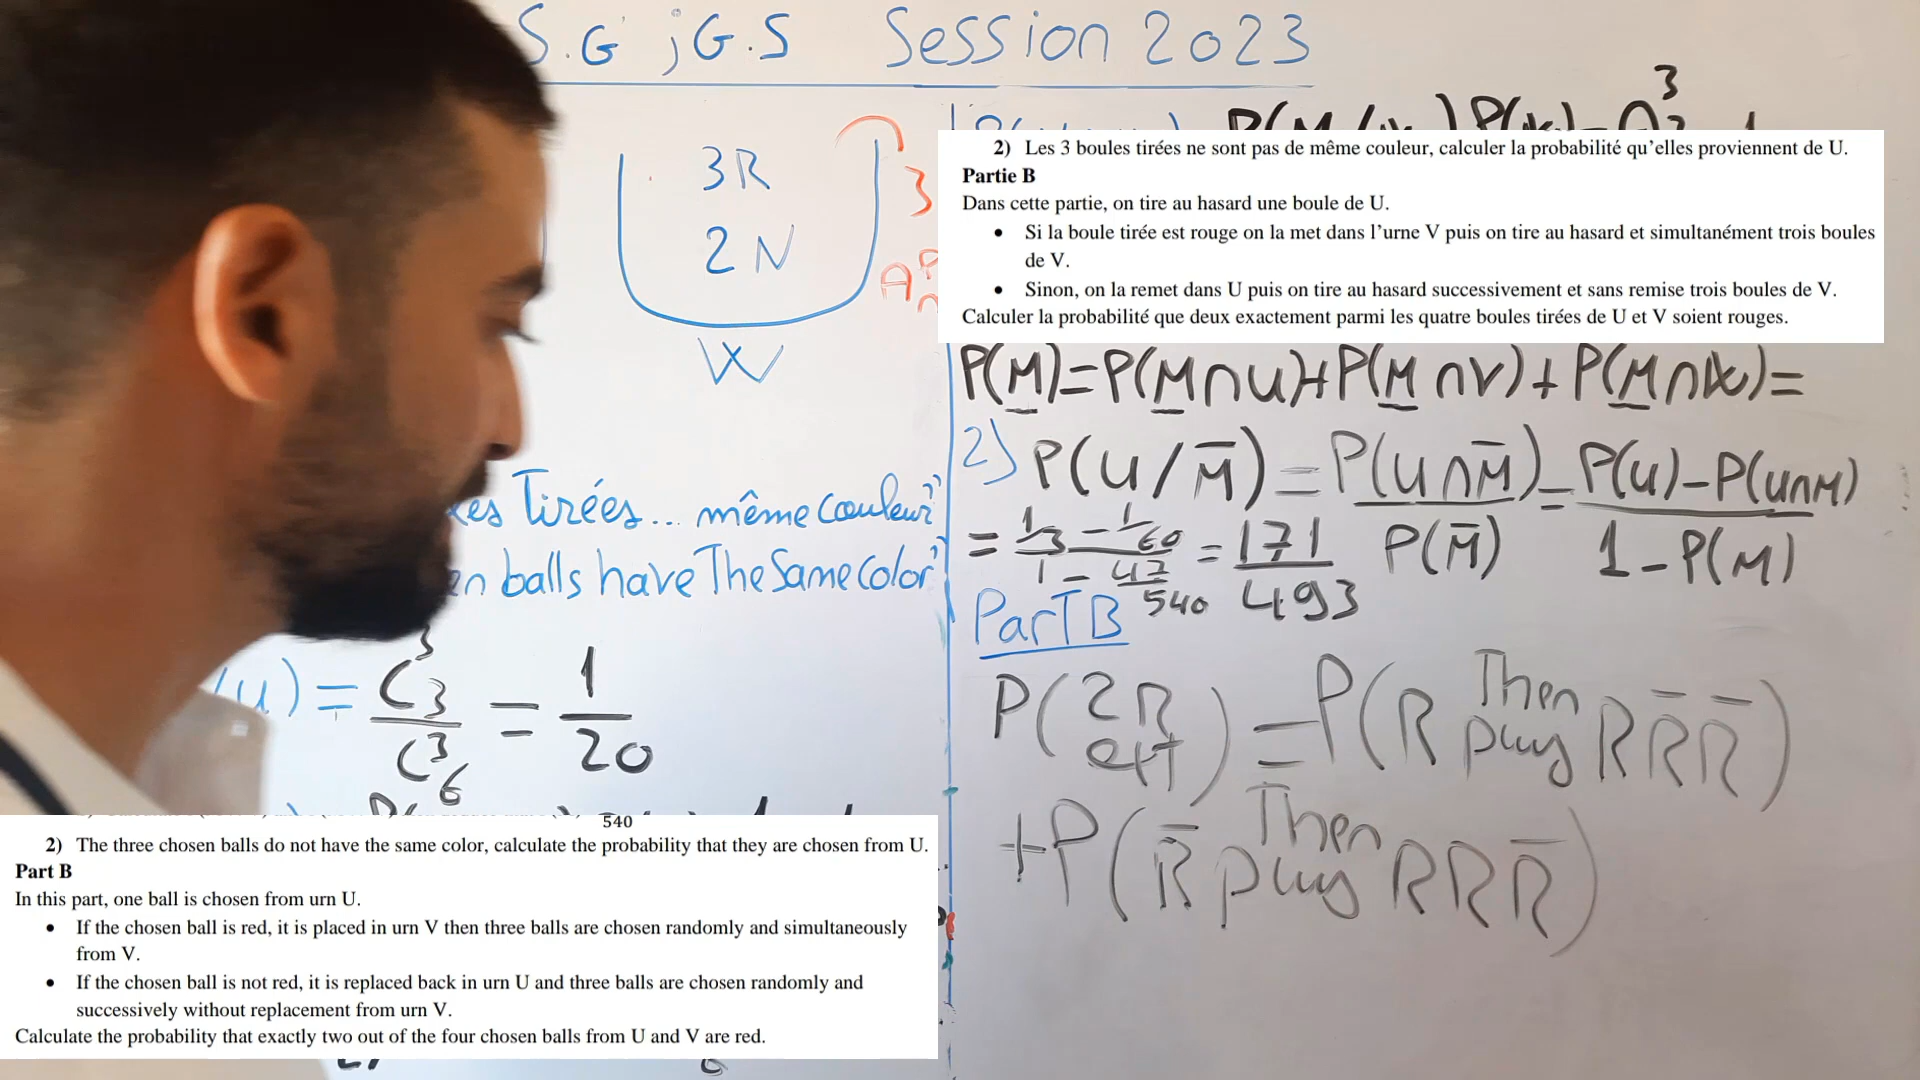 S.G ; G.S Session 2023
3R
2N
W
3
2) Les 3 boules tirées ne sont pas de même couleur, calculer la probabilité qu'elles proviennent de U.
Partie B
Dans cette partie, on tire au hasard une boule de U.
• Si la boule tirée est rouge on la met dans l'urne V puis on tire au hasard et simultanément trois boules
de V.
• Sinon, on la remet dans U puis on tire au hasard successivement et sans remise trois boules de V.
Calculer la probabilité que deux exactement parmi les quatre boules tirées de U et V soient rouges.
P(M)=P(M∩U)+P(M∩V)+P(M∩W)=
2) P(U/M̄)=P(U∩M̄)/P(M̄)=P(U)-P(U∩M)/1-P(M)
= 1/3 - 1/60 / 1 - 47/540 = 171/493
Tirées... même couleur"
balls have The Same Color"
(U) = C³₃/C³₆ = 1/20
Part B
P(2R ext) = P(R Then plug R R̄ R̄)
+P(R̄ Then plug R R R̄)
540
2) The three chosen balls do not have the same color, calculate the probability that they are chosen from U.
Part B
In this part, one ball is chosen from urn U.
• If the chosen ball is red, it is placed in urn V then three balls are chosen randomly and simultaneously
from V.
• If the chosen ball is not red, it is replaced back in urn U and three balls are chosen randomly and
successively without replacement from urn V.
Calculate the probability that exactly two out of the four chosen balls from U and V are red.